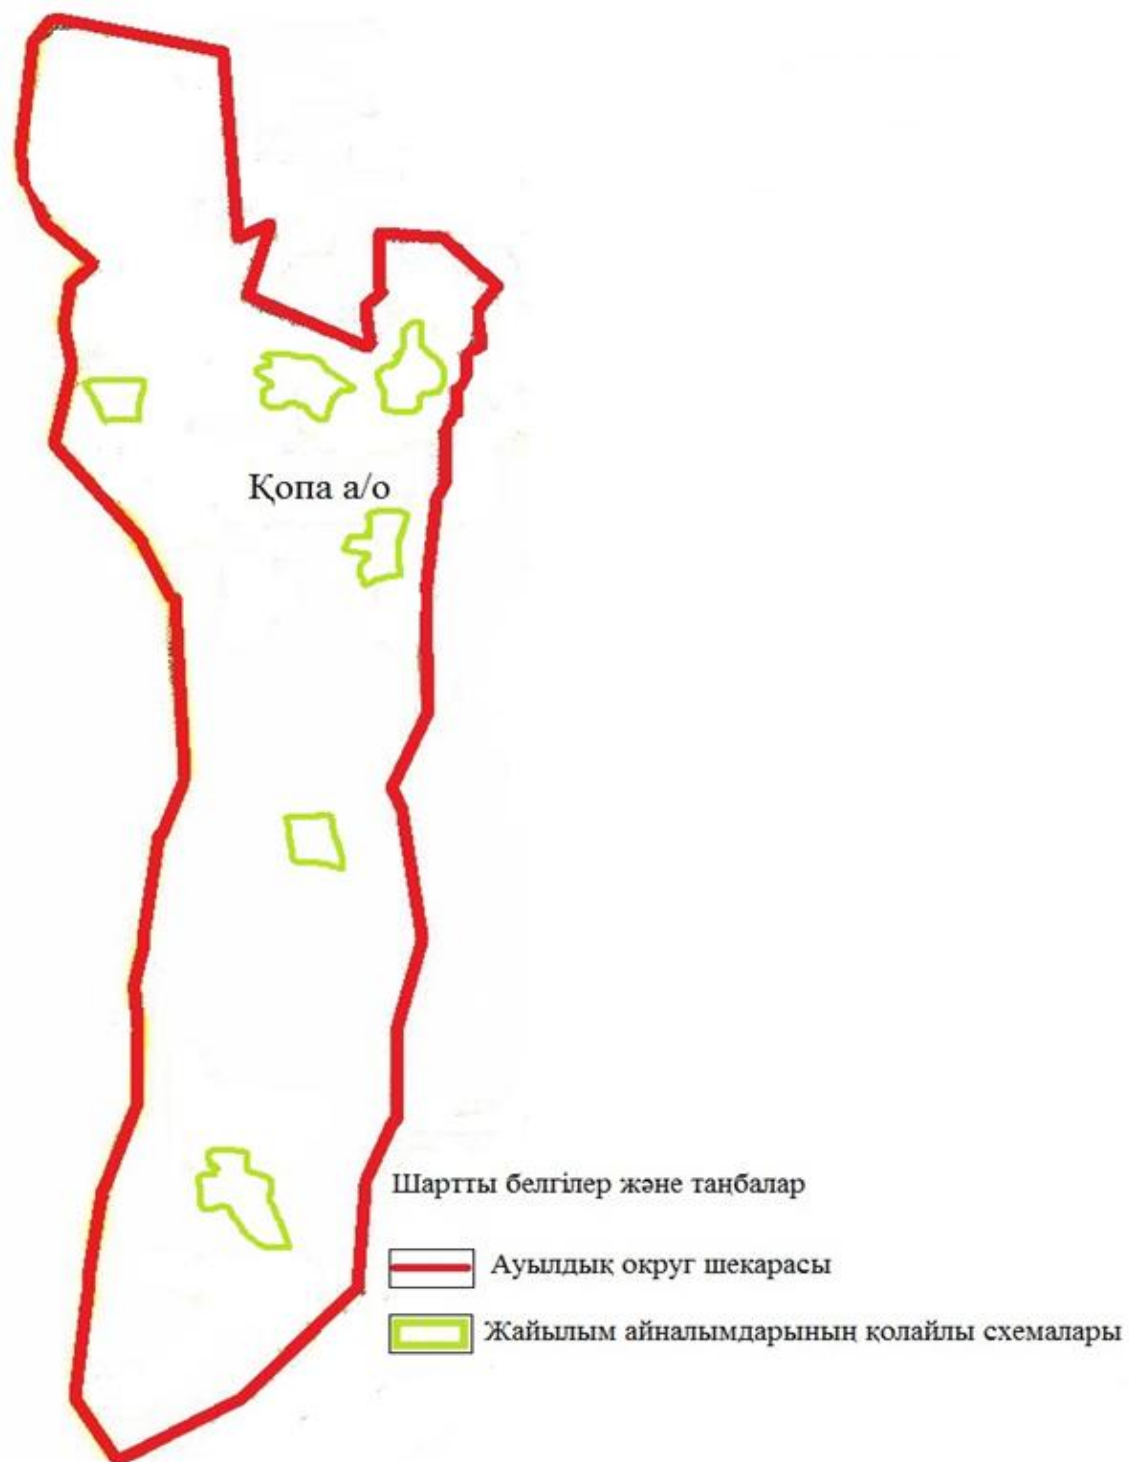 Қопа а/о
Шартты белгілер және таңбалар
Ауылдық округ шекарасы
Жайылым айналымдарының қолайлы схемалары